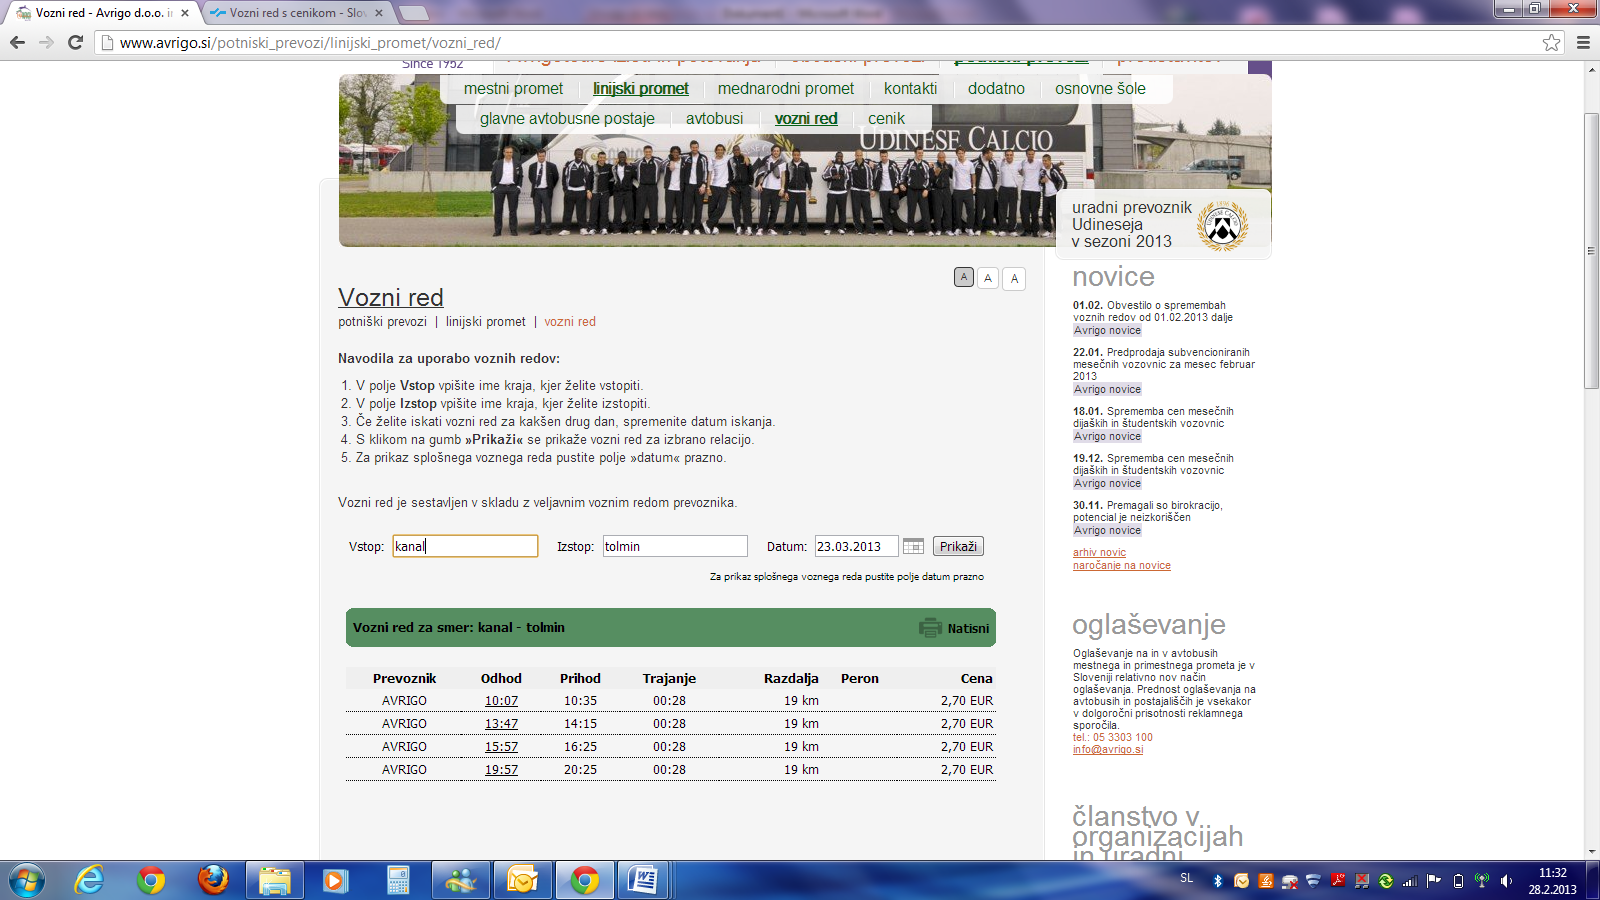 Vozni red - Avrigo d.o.o. in
Vozni red s cenikom - Slov
www.avrigo.si/potniski_prevozi/linijski_promet/vozni_red/
Since 1952
mestni promet
linijski promet
mednarodni promet
kontakti
dodatno
osnovne šole
glavne avtobusne postaje
avtobusi
vozni red
cenik
UDINESE CALCIO
uradni prevoznik
Udineseja
v sezoni 2013
A A A
Vozni red
potniški prevozi | linijski promet | vozni red
Navodila za uporabo voznih redov:
1. V polje Vstop vpišite ime kraja, kjer želite vstopiti.
2. V polje Izstop vpišite ime kraja, kjer želite izstopiti.
3. Če želite iskati vozni red za kakšen drug dan, spremenite datum iskanja.
4. S klikom na gumb »Prikaži« se prikaže vozni red za izbrano relacijo.
5. Za prikaz splošnega voznega reda pustite polje »datum« prazno.
Vozni red je sestavljen v skladu z veljavnim voznim redom prevoznika.
Vstop: kanal Izstop: tolmin Datum: 23.03.2013 Prikaži
Za prikaz splošnega voznega reda pustite polje datum prazno
Vozni red za smer: kanal - tolmin Natisni
Prevoznik Odhod Prihod Trajanje Razdalja Peron Cena
AVRIGO 10:07 10:35 00:28 19 km 2,70 EUR
AVRIGO 13:47 14:15 00:28 19 km 2,70 EUR
AVRIGO 15:57 16:25 00:28 19 km 2,70 EUR
AVRIGO 19:57 20:25 00:28 19 km 2,70 EUR
novice
01.02. Obvestilo o spremembah
voznih redov od 01.02.2013 dalje
Avrigo novice
22.01. Predprodaja subvencioniranih
mesečnih vozovnic za mesec februar
2013
Avrigo novice
18.01. Sprememba cen mesečnih
dijaških in študentskih vozovnic
Avrigo novice
19.12. Sprememba cen mesečnih
dijaških in študentskih vozovnic
Avrigo novice
30.11. Premagali so birokracijo,
potencial je neizkoriščen
Avrigo novice
arhiv novic
naročanje na novice
oglaševanje
Oglaševanje na in v avtobusih
mestnega in primestnega prometa je v
Sloveniji relativno nov način
oglaševanja. Prednost oglaševanja na
avtobusih in postajališčih je vsekakor
v dolgoročni prisotnosti reklamnega
sporočila.
tel.: 05 3303 100
info@avrigo.si
članstvo v
organizacijah
in uradni
SL
11:32
28.2.2013